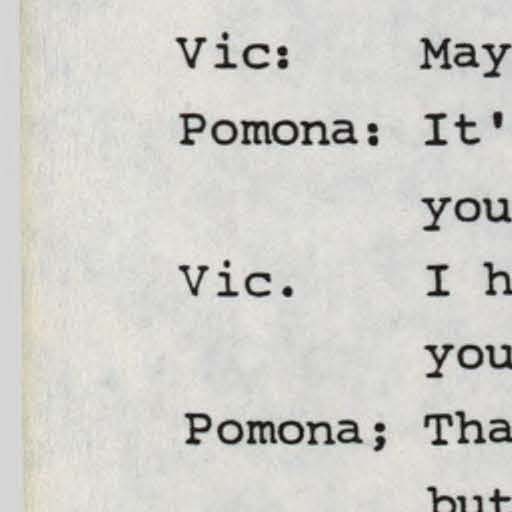 Vic: May
Pomona: It'
you
Vic. I h
you
Pomona; Tha
but